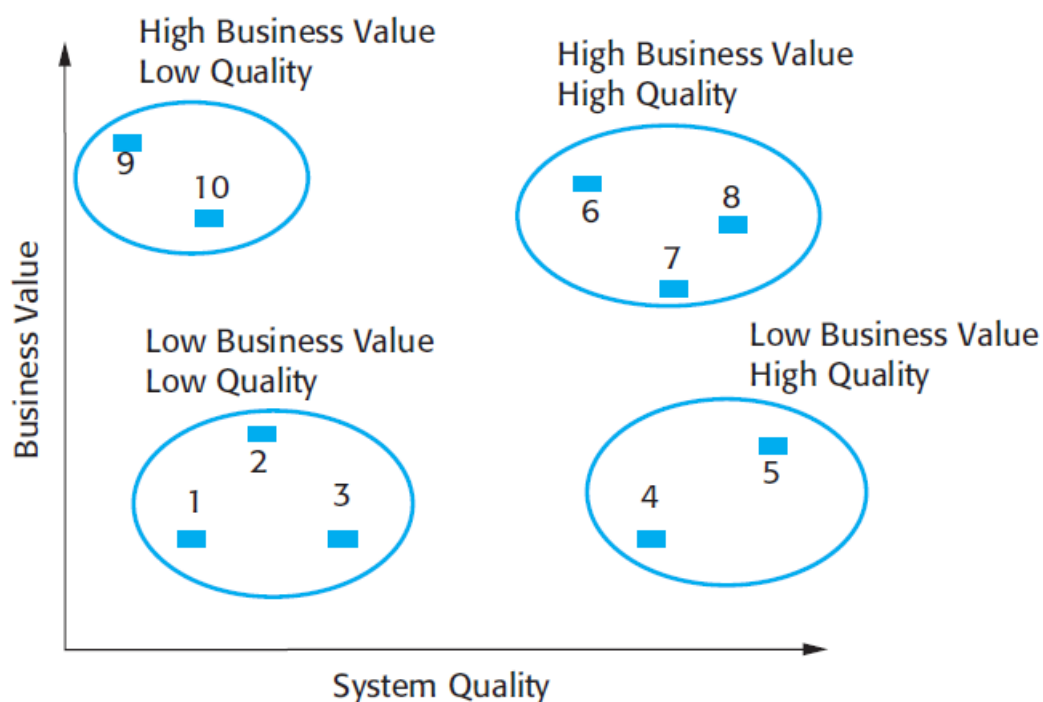 High Business Value
Low Quality
High Business Value
High Quality
9
10
6
8
7
Business Value
Low Business Value
Low Quality
Low Business Value
High Quality
2
1
3
5
4
System Quality